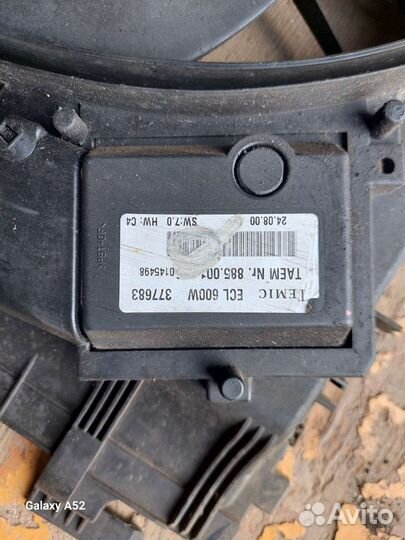 TEMIC ECL 600W 377683
TAEM Nr. 885.001 0145498
24.08.00 SW:7.0 HW: C4
Galaxy A52
Avito